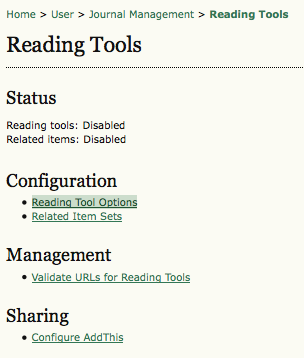 Home > User > Journal Management > Reading Tools
Reading Tools
Status
Reading tools: Disabled
Related items: Disabled
Configuration
• Reading Tool Options
• Related Item Sets
Management
• Validate URLs for Reading Tools
Sharing
• Configure AddThis